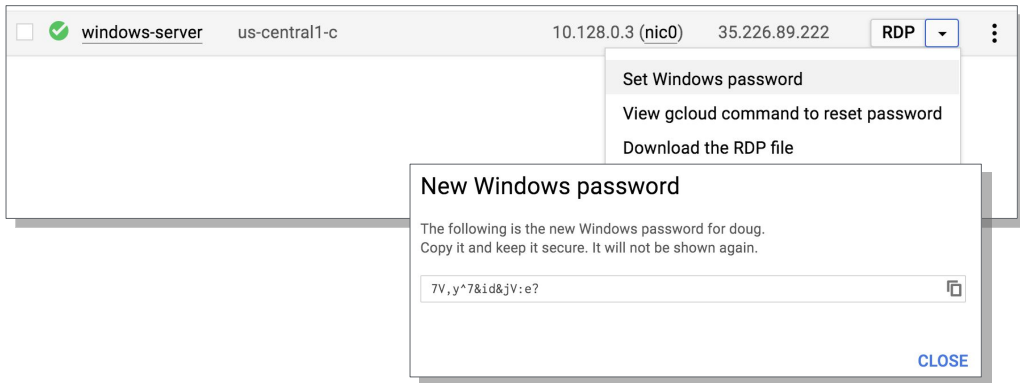 windows-server us-central1-c 10.128.0.3 (nic0) 35.226.89.222 RDP
Set Windows password
View gcloud command to reset password
Download the RDP file
New Windows password
The following is the new Windows password for doug.
Copy it and keep it secure. It will not be shown again.
7V,y^7&id&jV:e?
CLOSE